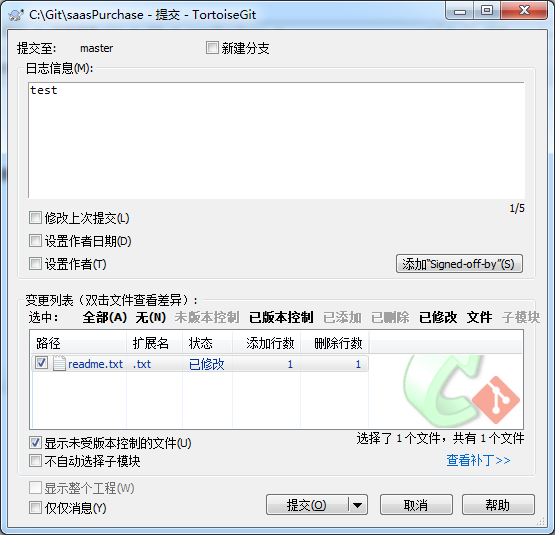 C:\Git\saasPurchase - 提交 - TortoiseGit
提交至: master 新建分支
日志信息(M):
test
1/5
修改上次提交(L)
设置作者日期(D)
设置作者(T) 添加"Signed-off-by"(S)
变更列表（双击文件查看差异）:
选中: 全部(A) 无(N) 未版本控制 已版本控制 已添加 已删除 已修改 文件 子模块
路径 扩展名 状态 添加行数 删除行数
readme.txt .txt 已修改 1 1
显示未受版本控制的文件(U) 选择了 1 个文件，共有 1 个文件
不自动选择子模块 查看补丁>>
显示整个工程(W)
仅仅消息(Y) 提交(O) 取消 帮助